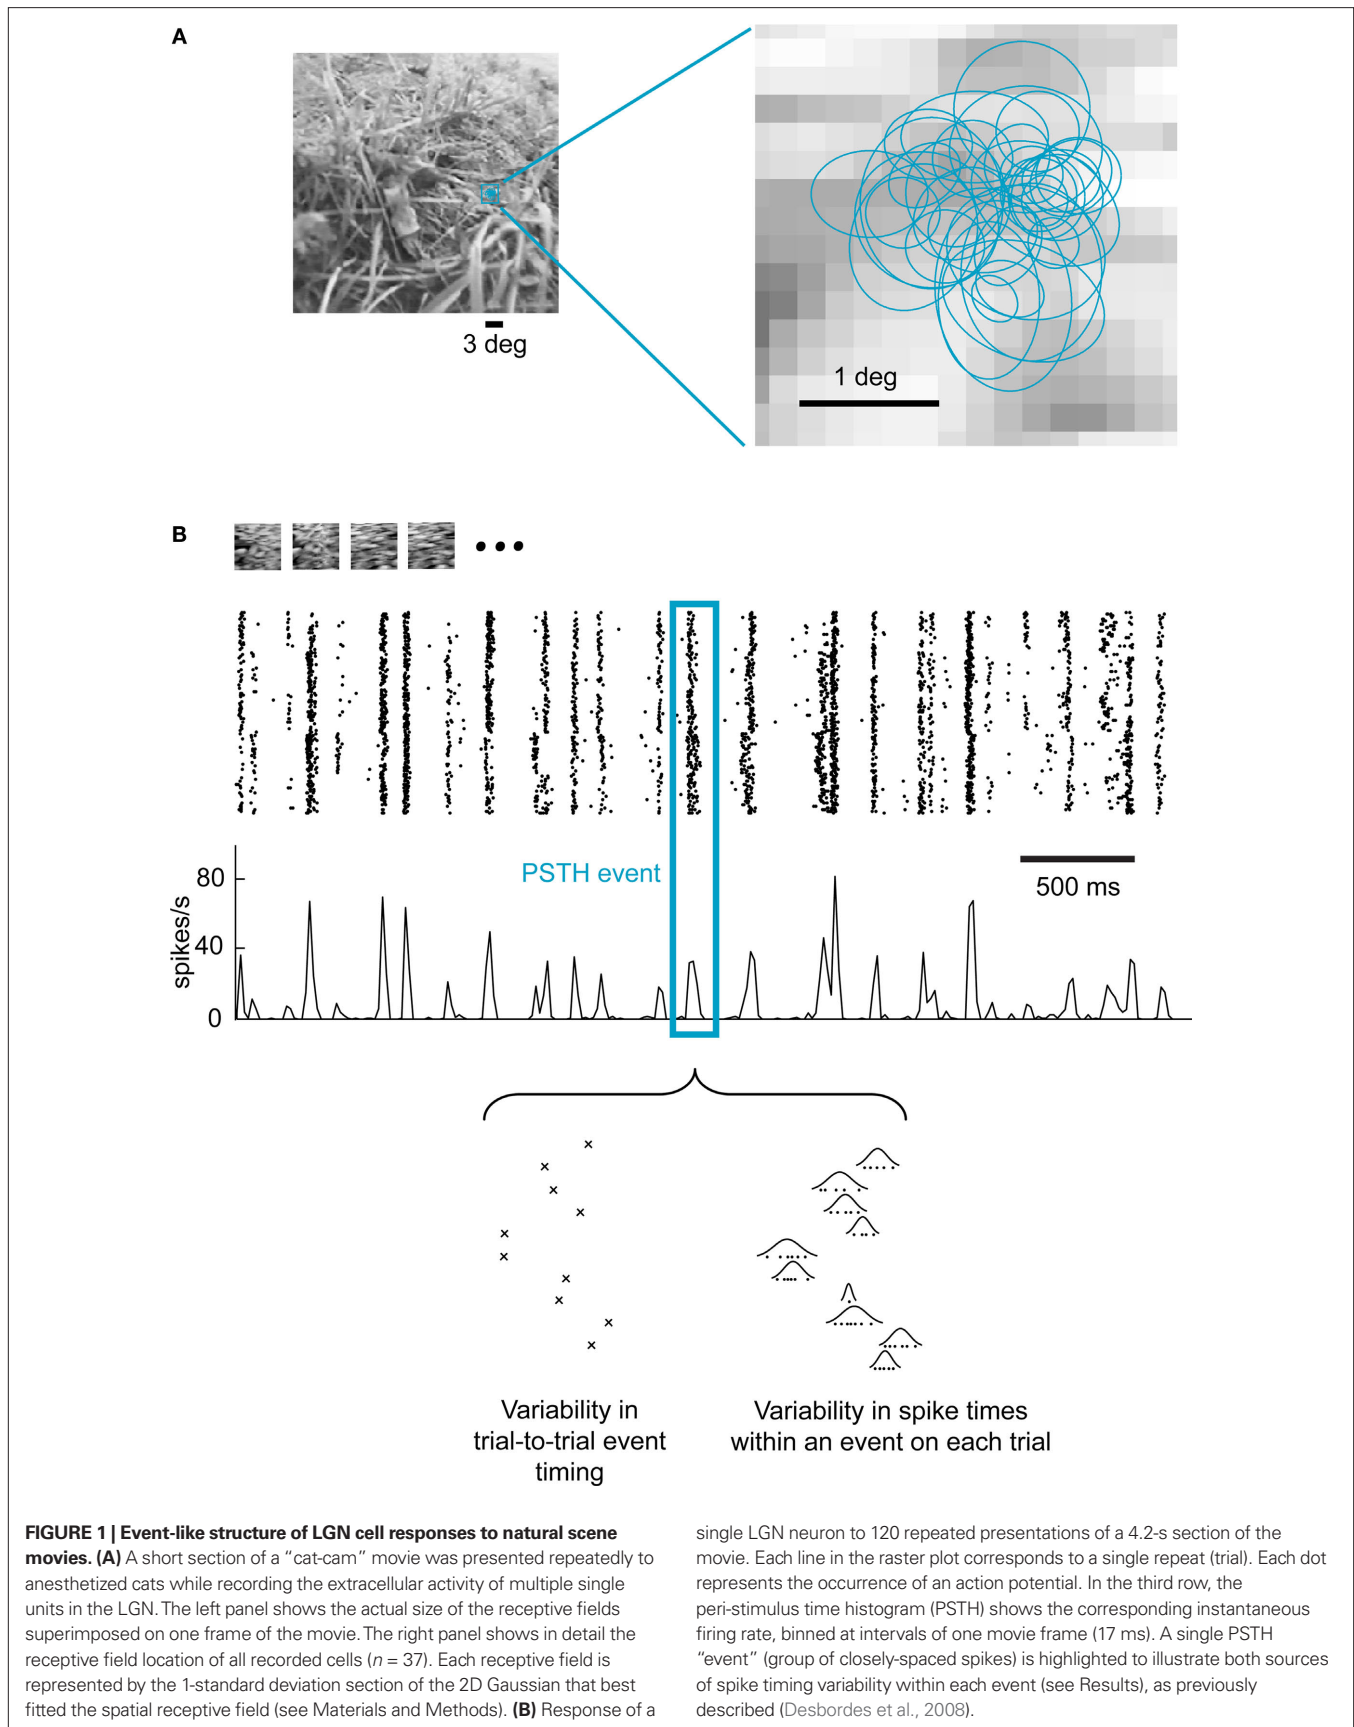 A
3 deg
1 deg
B
PSTH event
500 ms
80
40
0
spikes/s
Variability in
trial-to-trial event
timing
Variability in spike times
within an event on each trial
FIGURE 1 | Event-like structure of LGN cell responses to natural scene
movies. (A) A short section of a “cat-cam” movie was presented repeatedly to
anesthetized cats while recording the extracellular activity of multiple single
units in the LGN. The left panel shows the actual size of the receptive fields
superimposed on one frame of the movie. The right panel shows in detail the
receptive field location of all recorded cells (n = 37). Each receptive field is
represented by the 1-standard deviation section of the 2D Gaussian that best
fitted the spatial receptive field (see Materials and Methods). (B) Response of a
single LGN neuron to 120 repeated presentations of a 4.2-s section of the
movie. Each line in the raster plot corresponds to a single repeat (trial). Each dot
represents the occurrence of an action potential. In the third row, the
peri-stimulus time histogram (PSTH) shows the corresponding instantaneous
firing rate, binned at intervals of one movie frame (17 ms). A single PSTH
“event” (group of closely-spaced spikes) is highlighted to illustrate both sources
of spike timing variability within each event (see Results), as previously
described (Desbordes et al., 2008).